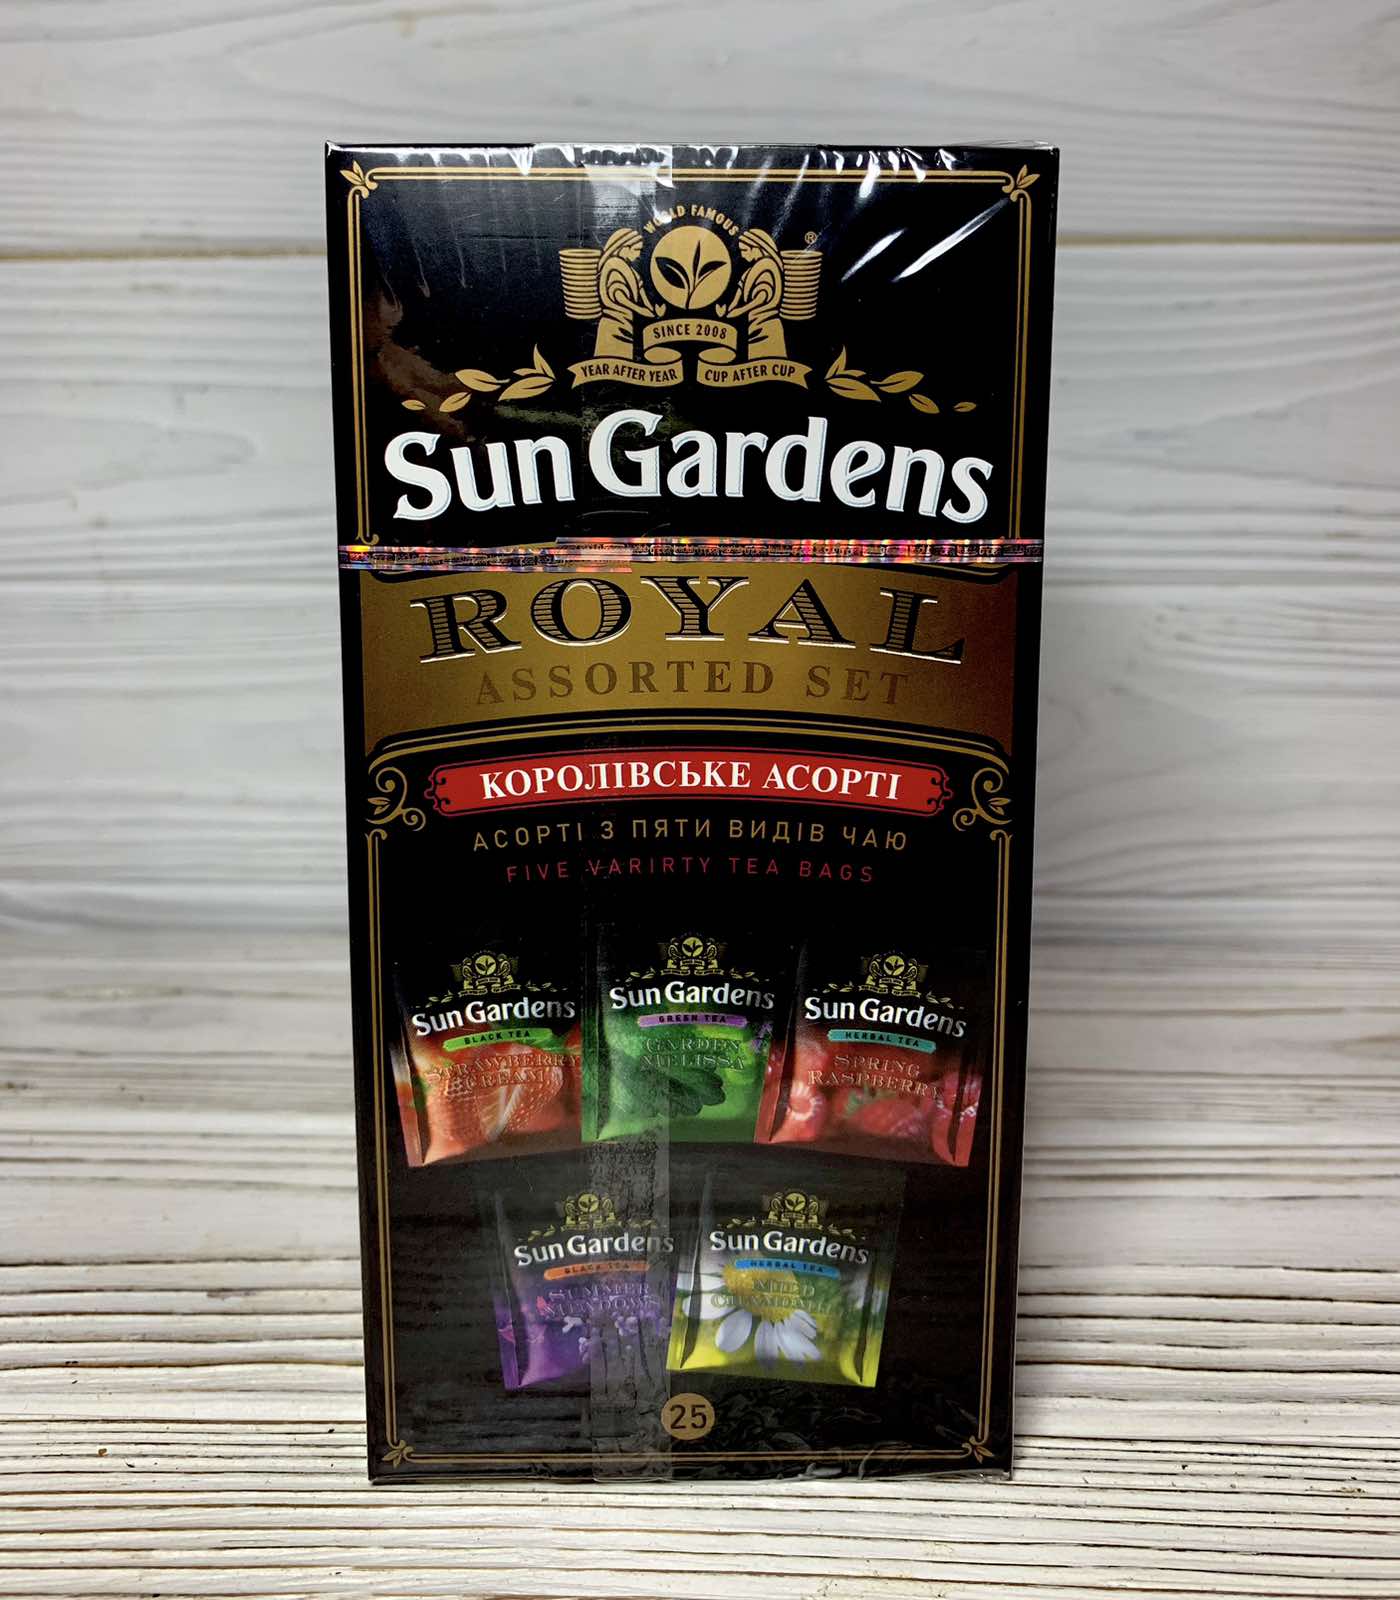 WORLD FAMOUS
®
SINCE 2008
YEAR AFTER YEAR CUP AFTER CUP
Sun Gardens
ROYAL
ASSORTED SET
КОРОЛІВСЬКЕ АСОРТІ
АСОРТІ З ПЯТИ ВИДІВ ЧАЮ
FIVE VARIRTY TEA BAGS
Sun Gardens
BLACK TEA
STRAWBERRY
CREAM
Sun Gardens
GREEN TEA
GARDEN
MELISSA
Sun Gardens
HERBAL TEA
SPRING
RASPBERRY
Sun Gardens
BLACK TEA
SUMMER
MEADOWS
Sun Gardens
HERBAL TEA
MILD
CHAMOMILE
25